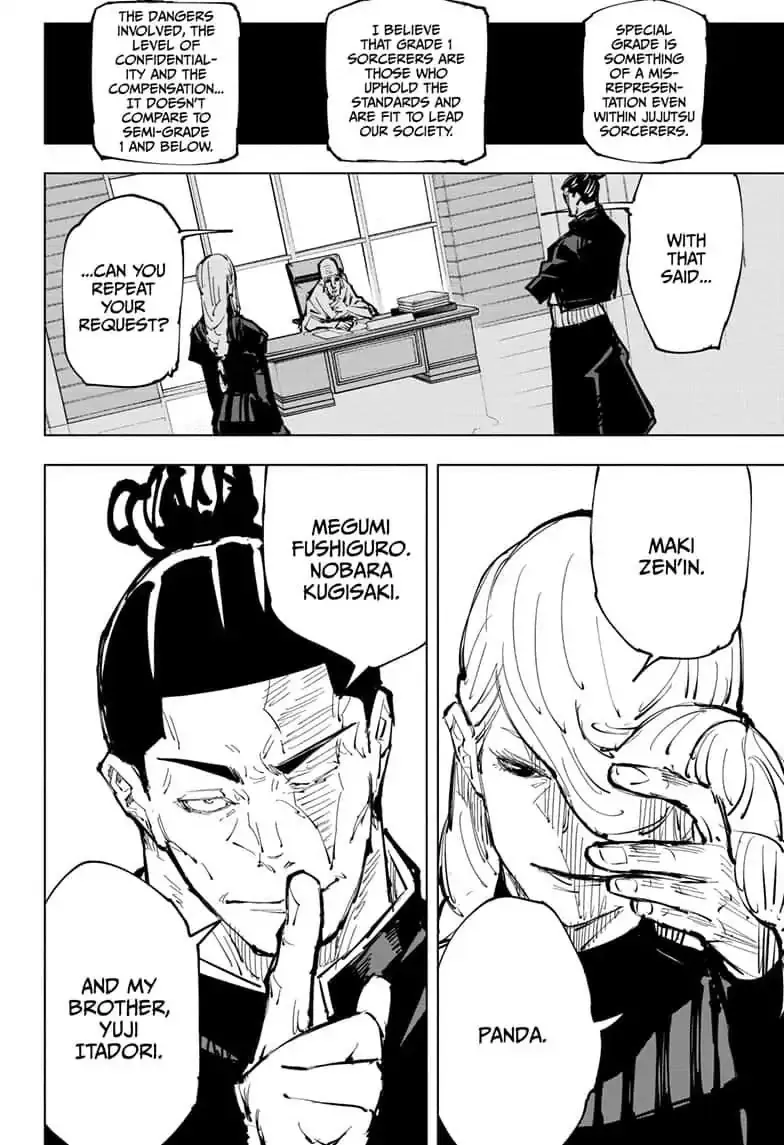 SPECIAL
GRADE IS
SOMETHING
OF A MIS-
REPRESEN-
TATION EVEN
WITHIN JUJUTSU
SORCERERS.
I BELIEVE
THAT GRADE 1
SORCERERS ARE
THOSE WHO
UPHOLD THE
STANDARDS AND
ARE FIT TO LEAD
OUR SOCIETY.
THE DANGERS
INVOLVED, THE
LEVEL OF
CONFIDENTIAL-
ITY AND THE
COMPENSATION...
IT DOESN'T
COMPARE TO
SEMI-GRADE
1 AND BELOW.
WITH
THAT
SAID...
...CAN YOU
REPEAT
YOUR
REQUEST?
MAKI
ZEN'IN.
PANDA.
MEGUMI
FUSHIGURO.
NOBARA
KUGISAKI.
AND MY
BROTHER,
YUJI
ITADORI.